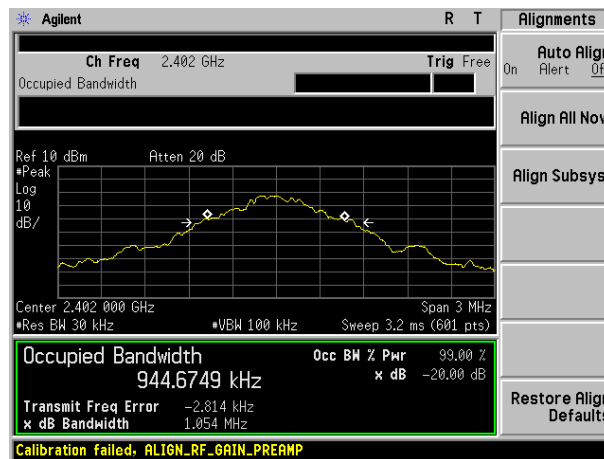 Agilent R T Alignments
Ch Freq 2.402 GHz Trig Free
Occupied Bandwidth
Auto Align
On Alert Off
Align All Now
Align Subsys
Ref 10 dBm Atten 20 dB
#Peak
Log
10
dB/
Center 2.402 000 GHz Span 3 MHz
#Res BW 30 kHz #VBW 100 kHz Sweep 3.2 ms (601 pts)
Occupied Bandwidth Occ BW % Pwr 99.00 %
944.6749 kHz x dB -20.00 dB
Transmit Freq Error -2.814 kHz
x dB Bandwidth 1.054 MHz
Restore Align
Defaults
Calibration failed, ALIGN_RF_GAIN_PREAMP